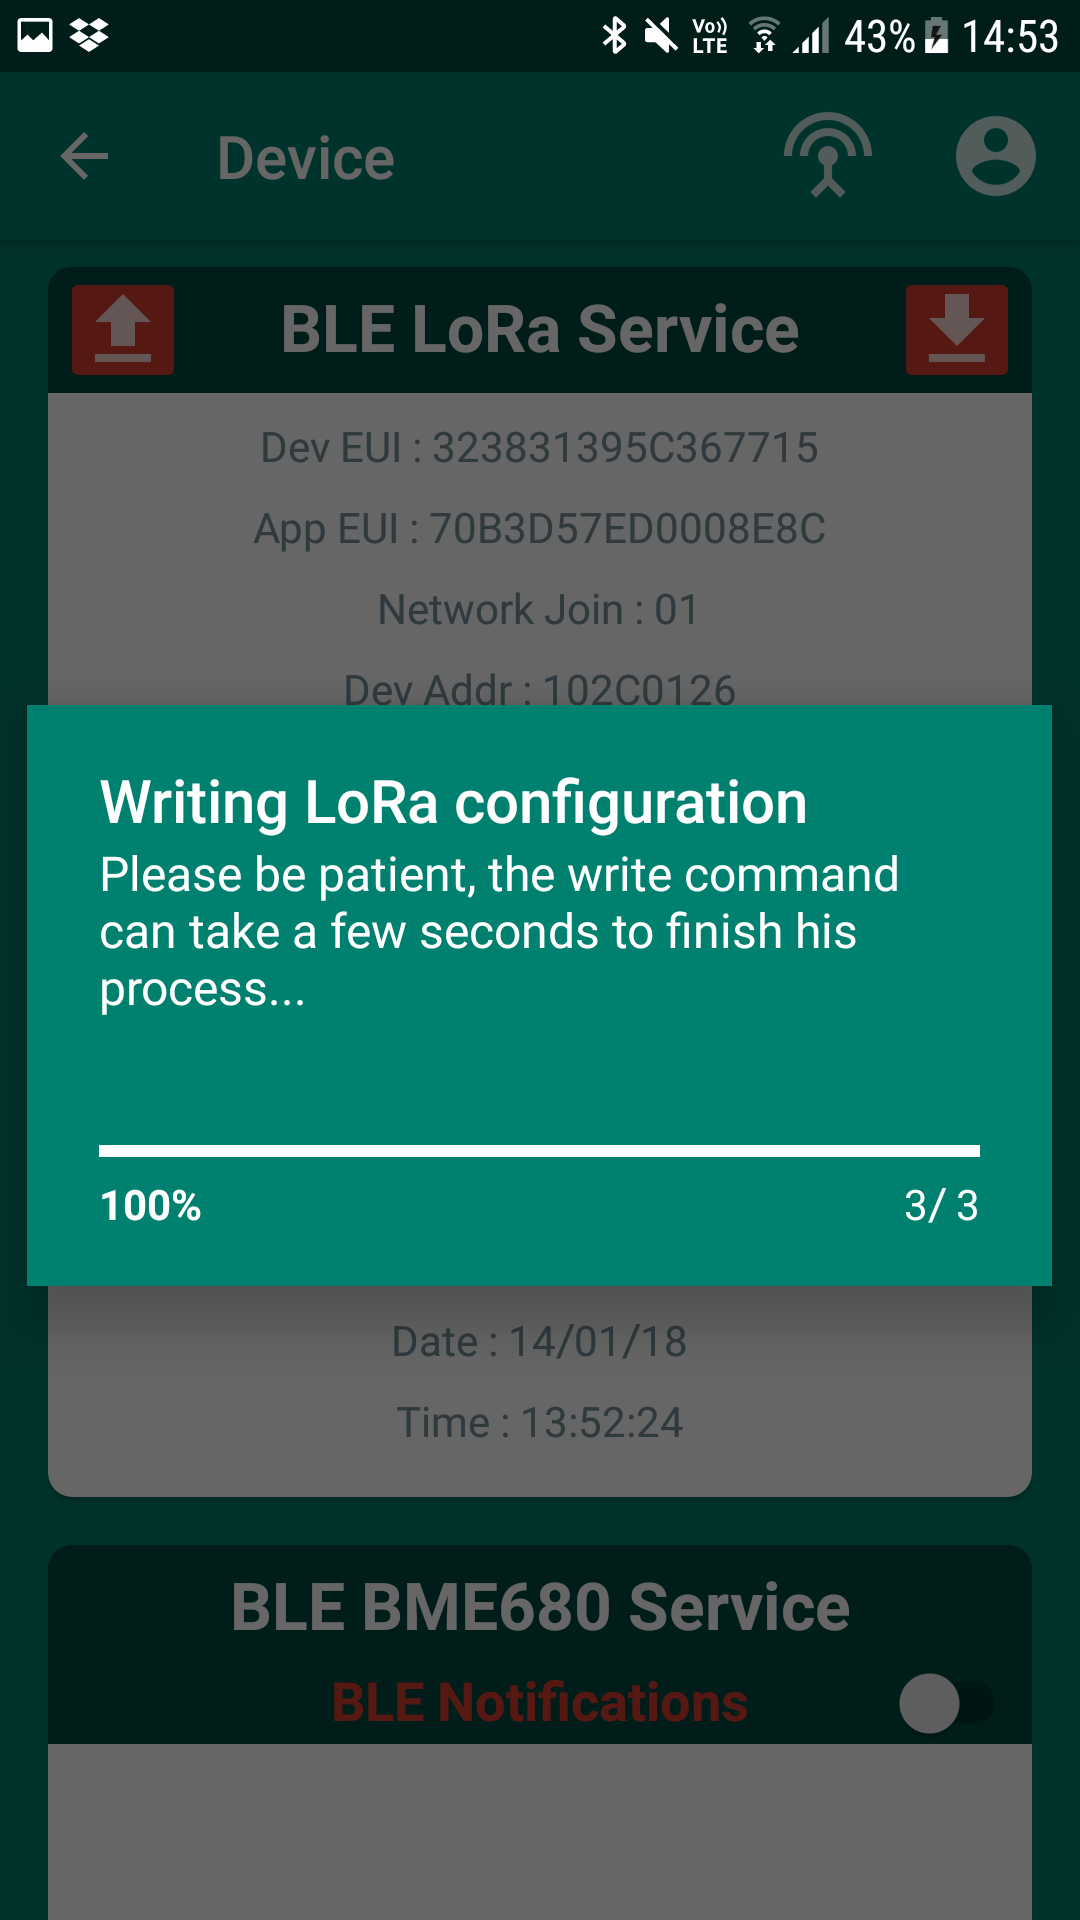 Vo)) LTE 43% 14:53
Device
BLE LoRa Service
Dev EUI : 323831395C367715
App EUI : 70B3D57ED0008E8C
Network Join : 01
Dev Addr : 102C0126
Writing LoRa configuration
Please be patient, the write command
can take a few seconds to finish his
process...
100% 3/ 3
Date : 14/01/18
Time : 13:52:24
BLE BME680 Service
BLE Notifications